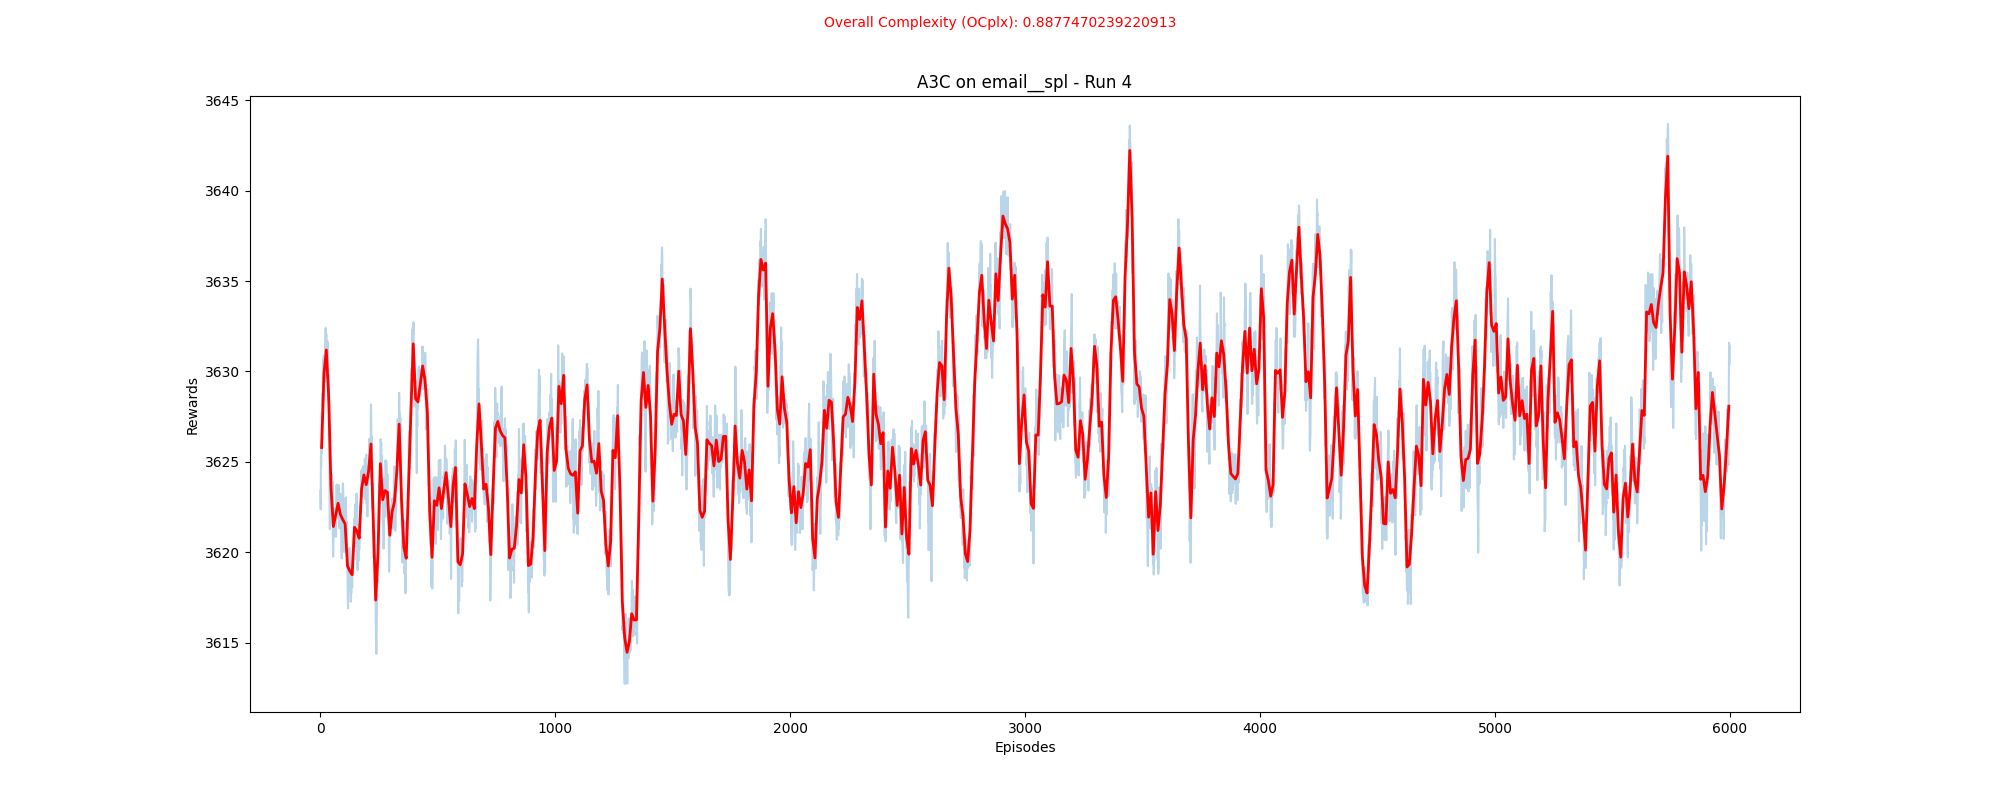 Overall Complexity (OCplx): 0.8877470239220913
A3C on email__spl - Run 4
3645
3640
3635
3630
3625
3620
3615
Rewards
0 1000 2000 3000 4000 5000 6000
Episodes